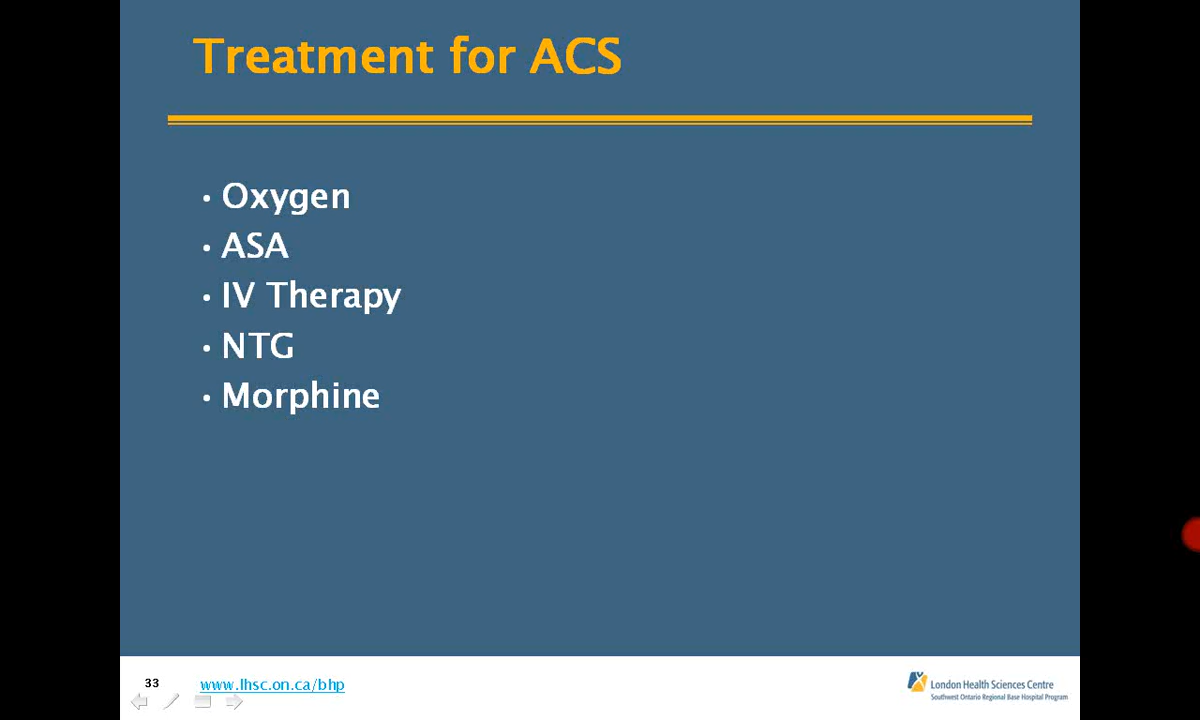 Treatment for ACS
• Oxygen
• ASA
• IV Therapy
• NTG
• Morphine
33
www.lhsc.on.ca/bhp
London Health Sciences Centre
Southwest Ontario Regional Base Hospital Program